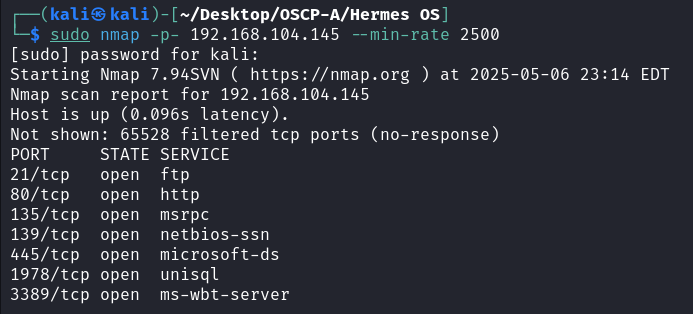 ┌──(kali㉿kali)-[~/Desktop/OSCP-A/Hermes OS]
└─$ sudo nmap -p- 192.168.104.145 --min-rate 2500
[sudo] password for kali:
Starting Nmap 7.94SVN ( https://nmap.org ) at 2025-05-06 23:14 EDT
Nmap scan report for 192.168.104.145
Host is up (0.096s latency).
Not shown: 65528 filtered tcp ports (no-response)
PORT     STATE SERVICE
21/tcp   open  ftp
80/tcp   open  http
135/tcp  open  msrpc
139/tcp  open  netbios-ssn
445/tcp  open  microsoft-ds
1978/tcp open  unisql
3389/tcp open  ms-wbt-server